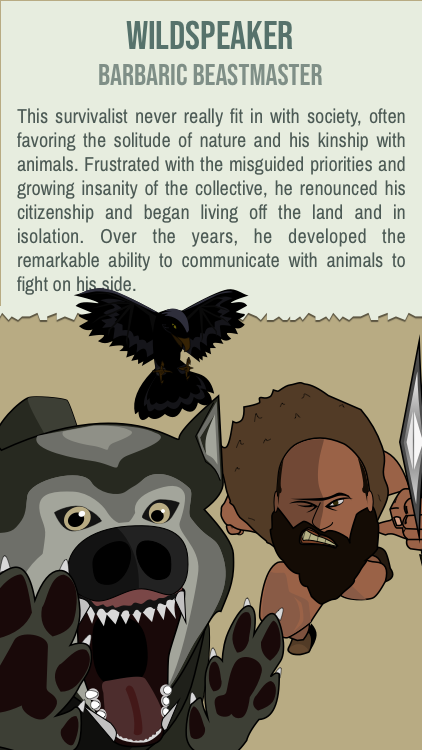 WILDSPEAKER
BARBARIC BEASTMASTER
This survivalist never really fit in with society, often
favoring the solitude of nature and his kinship with
animals. Frustrated with the misguided priorities and
growing insanity of the collective, he renounced his
citizenship and began living off the land and in
isolation. Over the years, he developed the
remarkable ability to communicate with animals to
fight on his side.